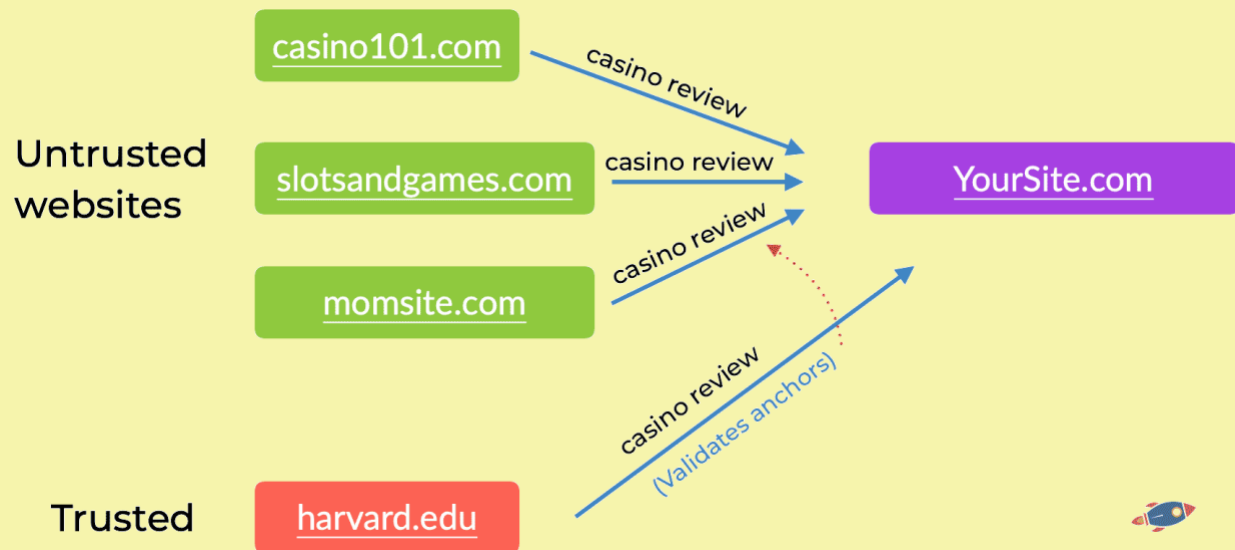 casino101.com
casino review
Untrusted
websites
slotsandgames.com
casino review
YourSite.com
momsite.com
casino review
casino review
(Validates anchors)
Trusted
harvard.edu